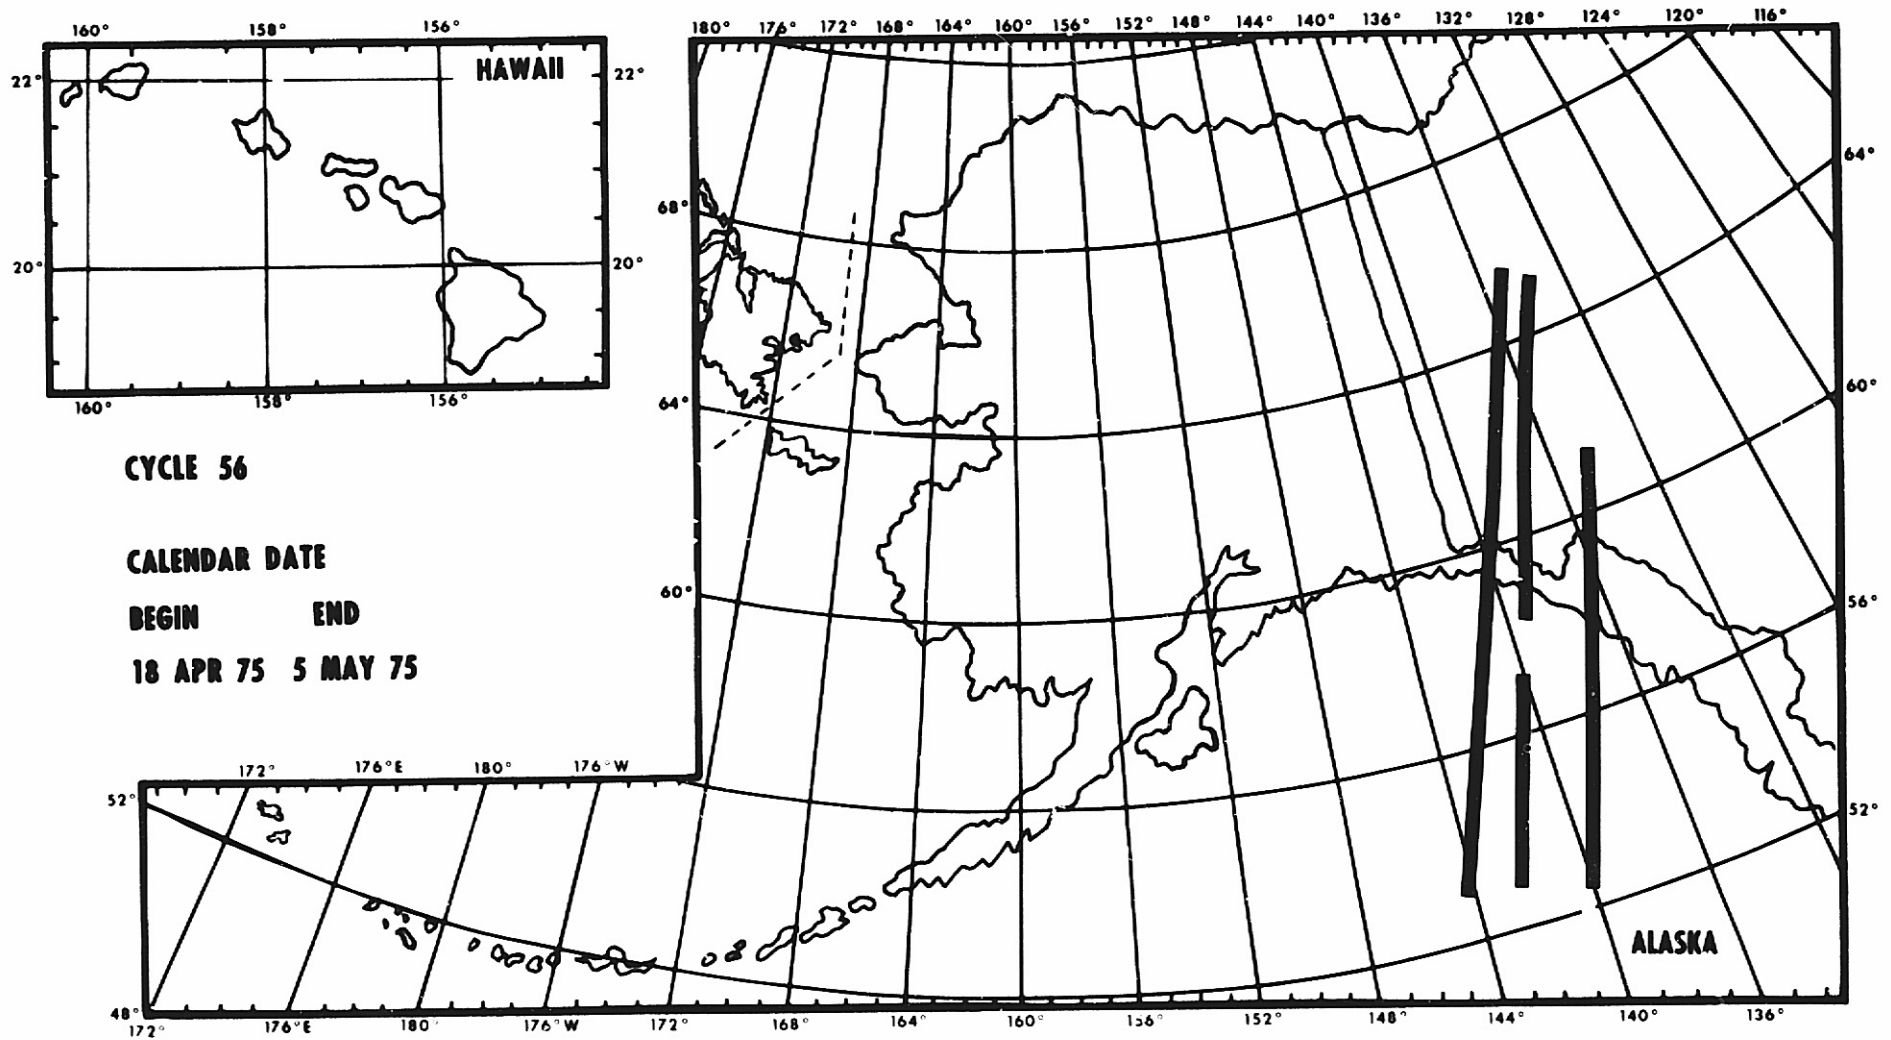 160° 158° 156°
HAWAII
22° 22°
20° 20°
160° 158° 156°
180° 176° 172° 168° 164° 160° 156° 152° 148° 144° 140° 136° 132° 128° 124° 120° 116°
64°
68°
60°
64°
56°
60°
52°
CYCLE 56
CALENDAR DATE
BEGIN END
18 APR 75 5 MAY 75
172° 176°E 180° 176°W
52°
48°
ALASKA
172° 176°E 180° 176°W 172° 168° 164° 160° 156° 152° 148° 144° 140° 136°